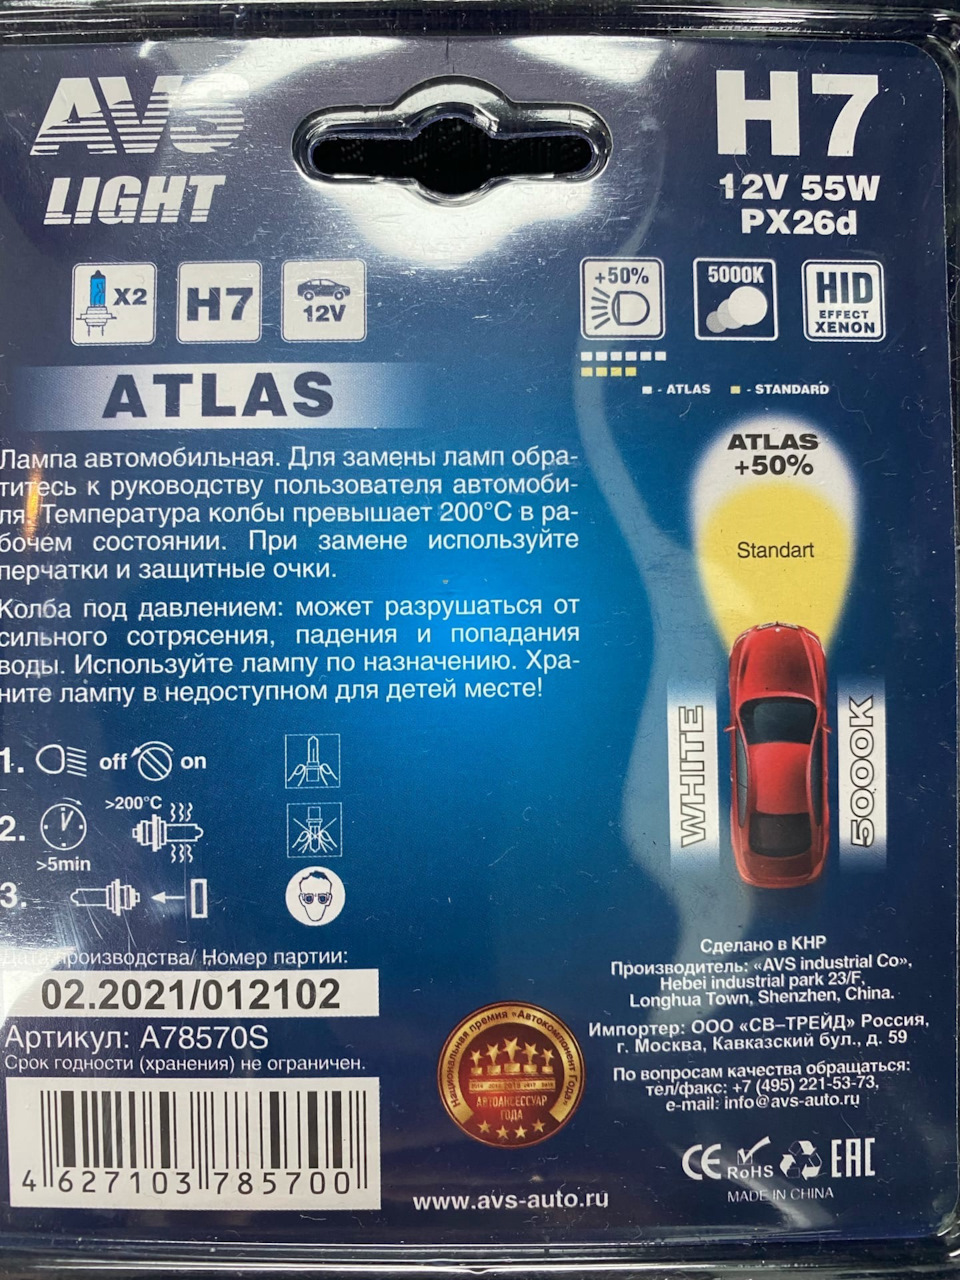 AVS
LIGHT
H7
12V 55W
PX26d
X2
H7
12V
+50%
5000K
HID
EFFECT
XENON
- ATLAS - STANDARD
ATLAS
ATLAS
+50%
Standart
Лампа автомобильная. Для замены ламп обра-
титесь к руководству пользователя автомоби-
ля. Температура колбы превышает 200°С в ра-
бочем состоянии. При замене используйте
перчатки и защитные очки.
Колба под давлением: может разрушаться от
сильного сотрясения, падения и попадания
воды. Используйте лампу по назначению. Хра-
ните лампу в недоступном для детей месте!
WHITE
5000K
1. off on
2. >200°C
>5min
3.
Дата производства/ Номер партии:
02.2021/012102
Артикул: A78570S
Срок годности (хранения) не ограничен.
4 627103 785700
Национальная премия «Автокомпонент Года»
АВТОАКСЕССУАР
ГОДА
www.avs-auto.ru
Сделано в КНР
Производитель: «AVS industrial Co»,
Hebei industrial park 23/F,
Longhua Town, Shenzhen, China.
Импортер: ООО «СВ–ТРЕЙД» Россия,
г. Москва, Кавказский бул., д. 59
По вопросам качества обращаться:
тел/факс: +7 (495) 221-53-73,
e-mail: info@avs-auto.ru
CE RoHS EAC
MADE IN CHINA